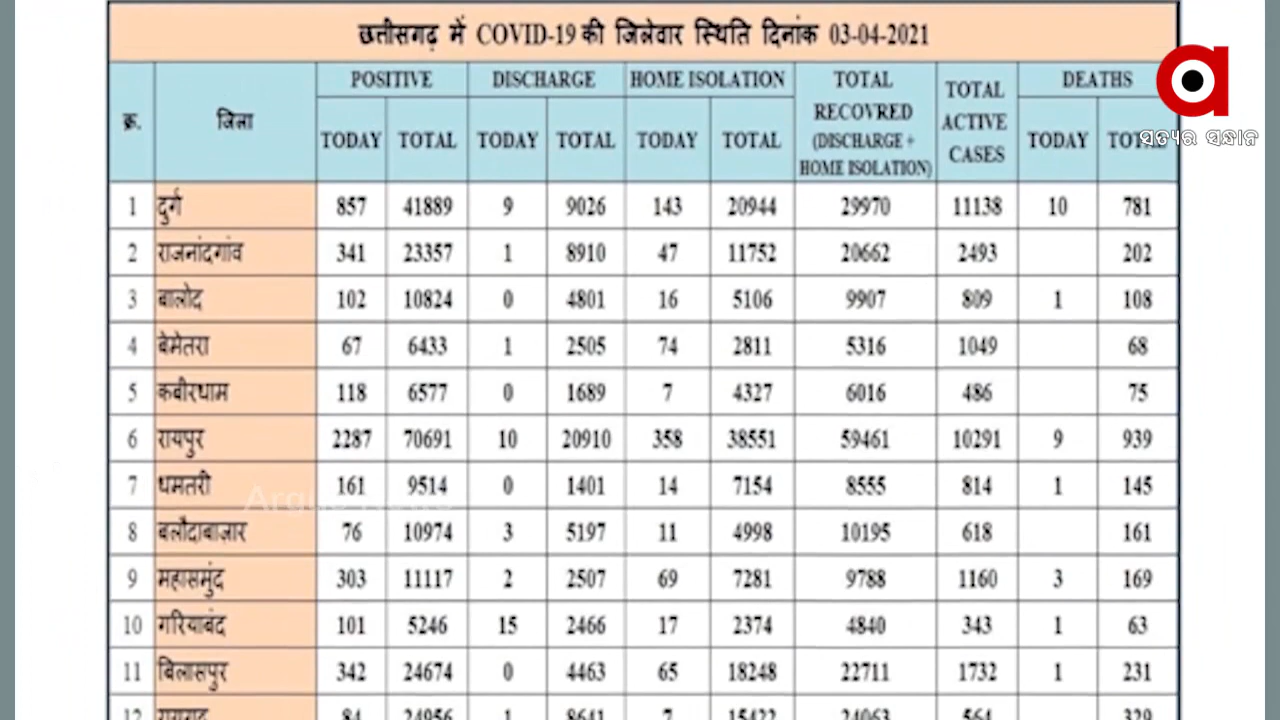 छत्तीसगढ़ में COVID-19 की जिलेवार स्थिति दिनांक 03-04-2021
क्र. जिला POSITIVE DISCHARGE HOME ISOLATION TOTAL RECOVRED (DISCHARGE + HOME ISOLATION) TOTAL ACTIVE CASES DEATHS
TODAY TOTAL TODAY TOTAL TODAY TOTAL TODAY TOTAL
ସତ୍ୟର ସନ୍ଧାନ
1 दुर्ग 857 41889 9 9026 143 20944 29970 11138 10 781
2 राजनांदगांव 341 23357 1 8910 47 11752 20662 2493 202
3 बालोद 102 10824 0 4801 16 5106 9907 809 1 108
4 बेमेतरा 67 6433 1 2505 74 2811 5316 1049 68
5 कबीरधाम 118 6577 0 1689 7 4327 6016 486 75
6 रायपुर 2287 70691 10 20910 358 38551 59461 10291 9 939
7 धमतरी 161 9514 0 1401 14 7154 8555 814 1 145
Argus News
8 बलौदाबाज़ार 76 10974 3 5197 11 4998 10195 618 161
9 महासमुंद 303 11117 2 2507 69 7281 9788 1160 3 169
10 गरियाबंद 101 5246 15 2466 17 2374 4840 343 1 63
11 बिलासपुर 342 24674 0 4463 65 18248 22711 1732 1 231
12 रायगढ़ 84 24956 1 8641 7 15422 24063 564 329